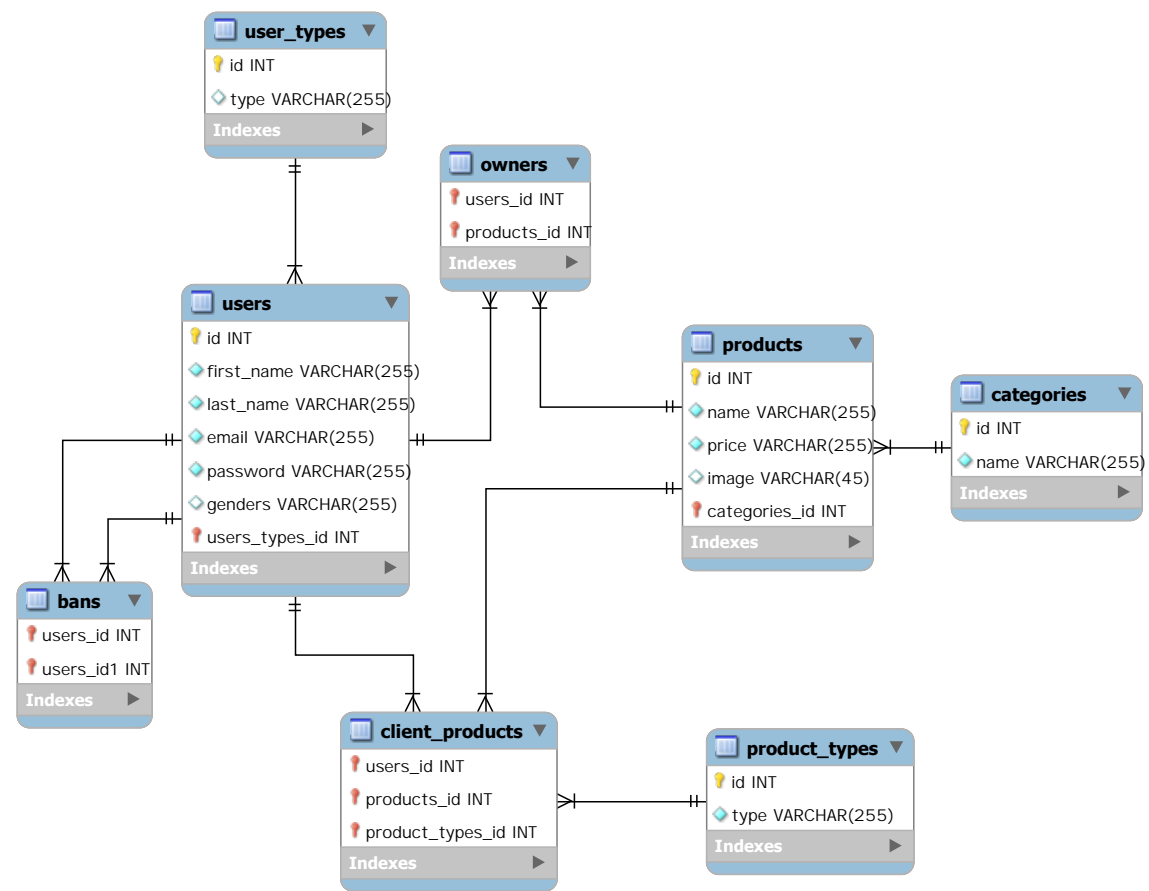 user_types
id INT
type VARCHAR(255)
Indexes
owners
users_id INT
products_id INT
Indexes
users
id INT
first_name VARCHAR(255)
last_name VARCHAR(255)
email VARCHAR(255)
password VARCHAR(255)
genders VARCHAR(255)
users_types_id INT
Indexes
products
id INT
name VARCHAR(255)
price VARCHAR(255)
image VARCHAR(45)
categories_id INT
Indexes
categories
id INT
name VARCHAR(255)
Indexes
bans
users_id INT
users_id1 INT
Indexes
client_products
users_id INT
products_id INT
product_types_id INT
Indexes
product_types
id INT
type VARCHAR(255)
Indexes